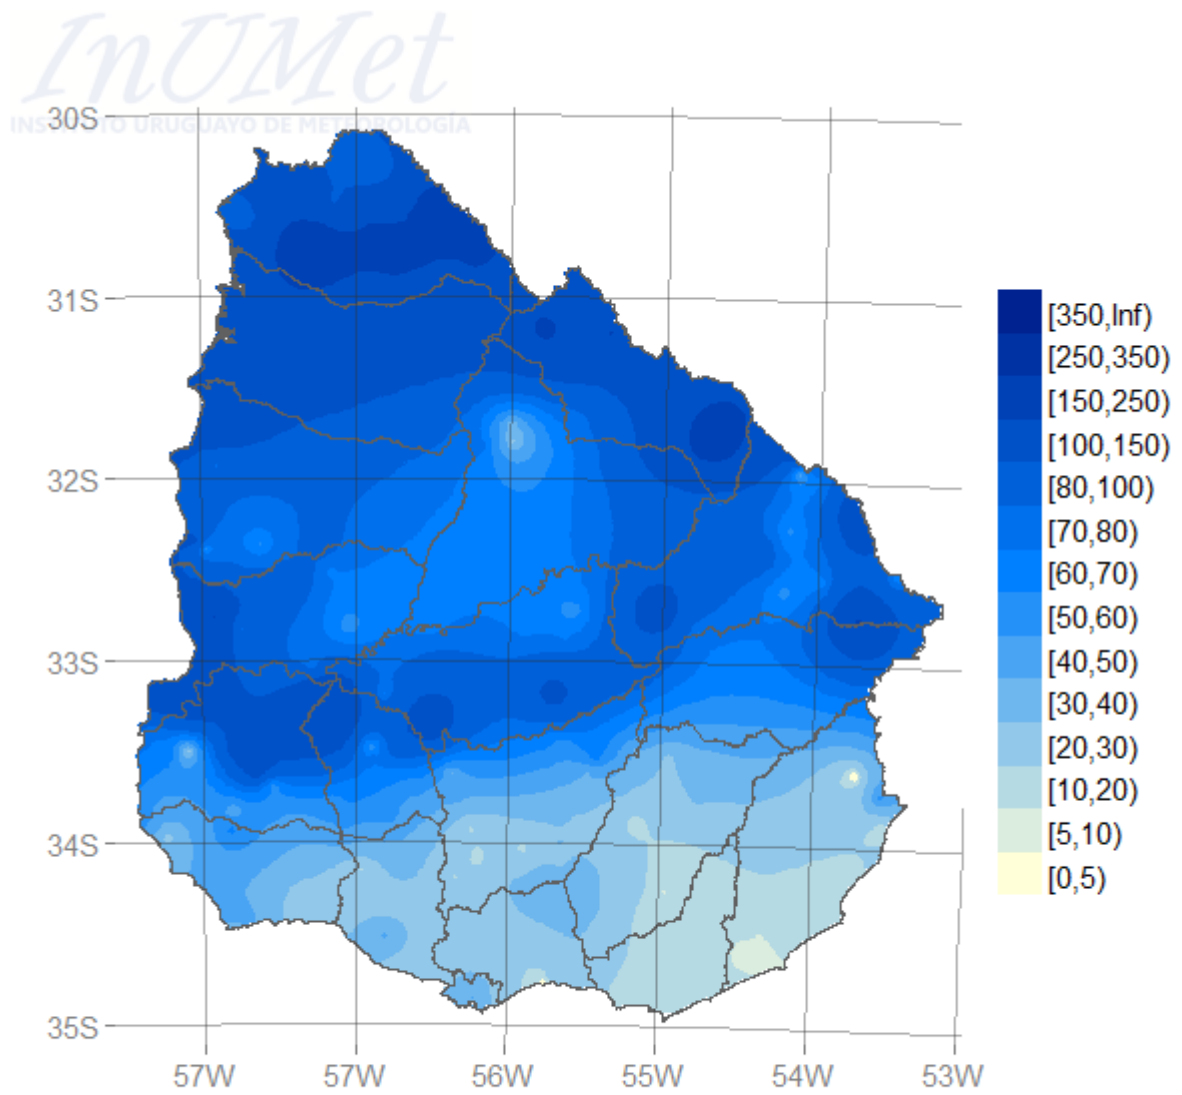 InUMet
INSTITUTO URUGUAYO DE METEOROLOGÍA
30S
31S
32S
33S
34S
35S
57W
57W
56W
55W
54W
53W
[350,Inf)
[250,350)
[150,250)
[100,150)
[80,100)
[70,80)
[60,70)
[50,60)
[40,50)
[30,40)
[20,30)
[10,20)
[5,10)
[0,5)